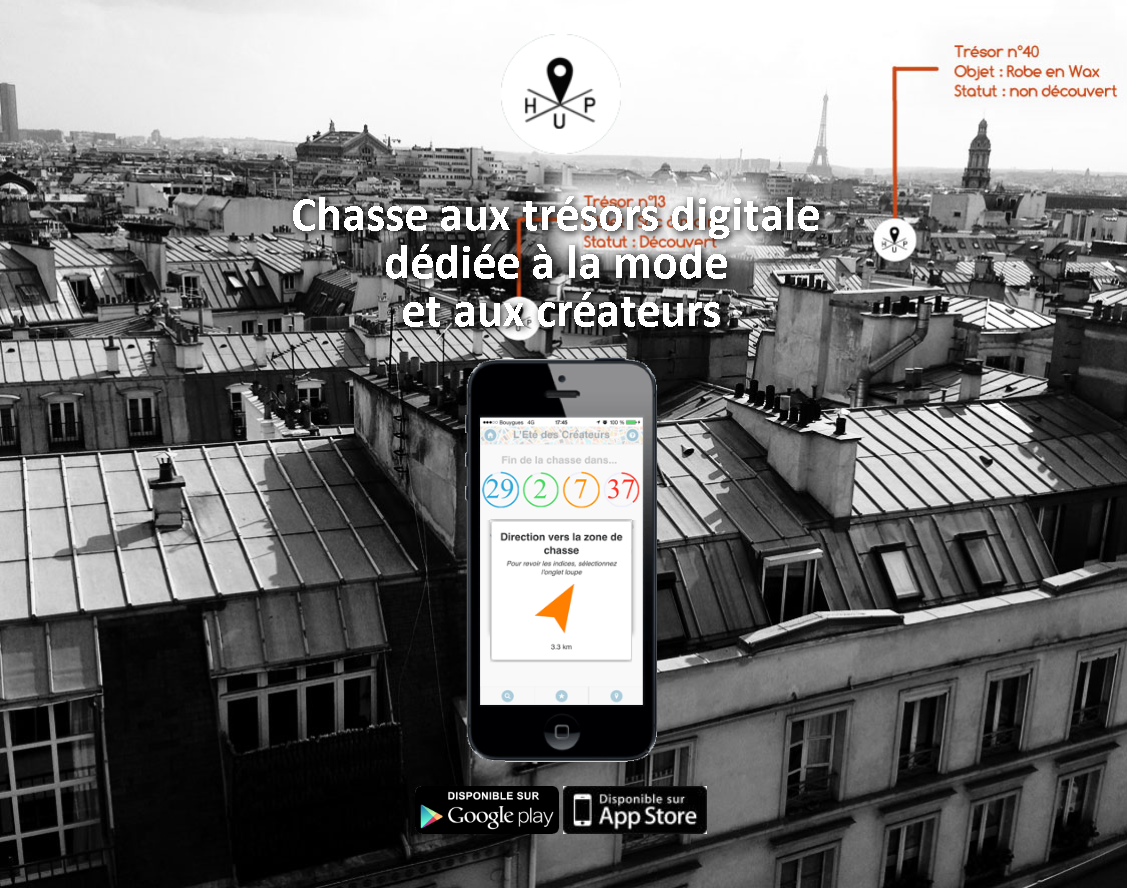 H
P
U
Trésor n°40
Objet : Robe en Wax
Statut : non découvert
H P
U
Trésor n°13
Statut : Découvert
Chasse aux trésors digitale
dédiée à la mode
et aux créateurs
Bouygues 4G 17:45 100 %
L'Eté des Créateurs
Fin de la chasse dans...
29 2 7 37
Direction vers la zone de
chasse
Pour revoir les indices, sélectionnez
l'onglet loupe
3.3 km
DISPONIBLE SUR
Google play
Disponible sur
App Store